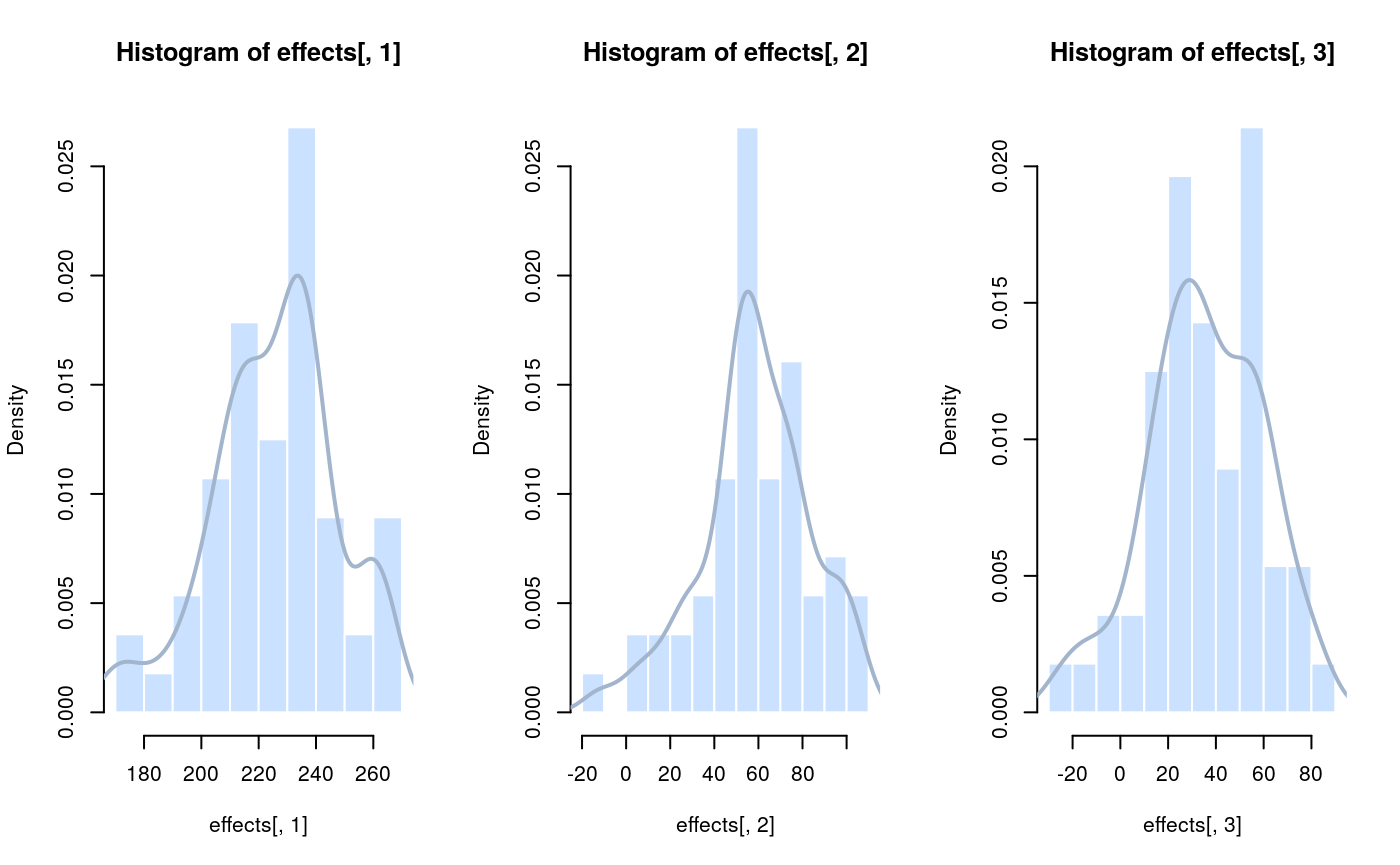 Histogram of effects[, 1]
Density
0.025
0.020
0.015
0.010
0.005
0.000
180 200 220 240 260
effects[, 1]
Histogram of effects[, 2]
Density
0.025
0.020
0.015
0.010
0.005
0.000
-20 0 20 40 60 80
effects[, 2]
Histogram of effects[, 3]
Density
0.020
0.015
0.010
0.005
0.000
-20 0 20 40 60 80
effects[, 3]